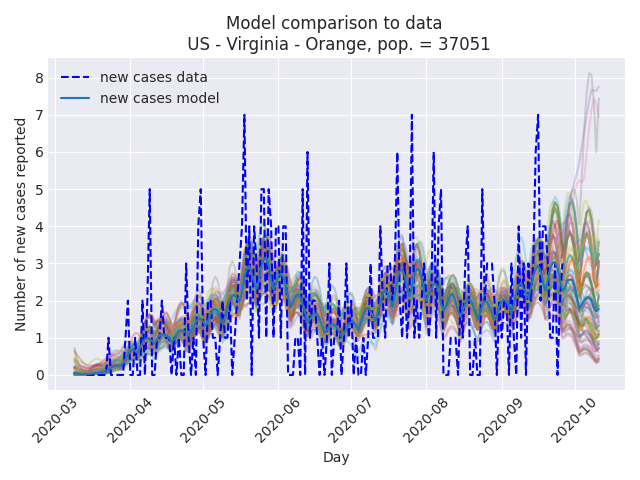 Model comparison to data
US - Virginia - Orange, pop. = 37051
new cases data
new cases model
Number of new cases reported
8
7
6
5
4
3
2
1
0
2020-03
2020-04
2020-05
2020-06
2020-07
2020-08
2020-09
2020-10
Day